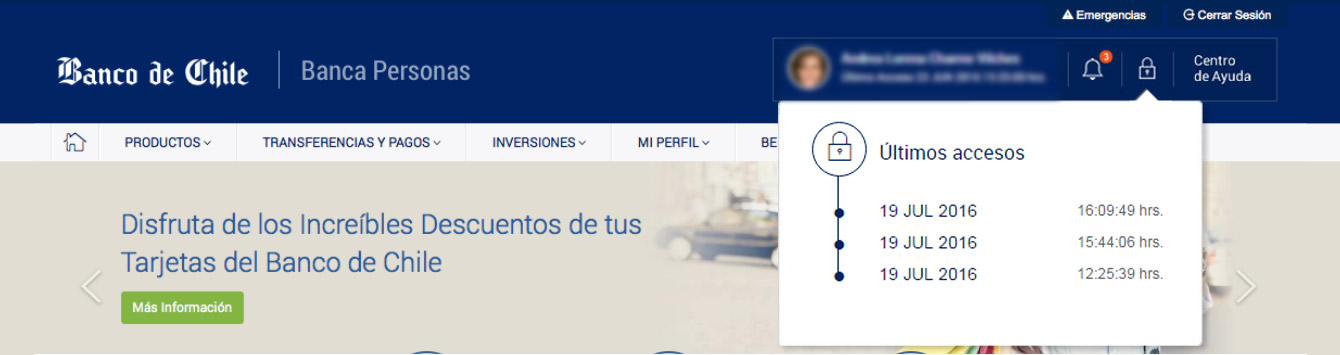 Emergencias
Cerrar Sesión
Banco de Chile
Banca Personas
3
Centro
de Ayuda
PRODUCTOS
TRANSFERENCIAS Y PAGOS
INVERSIONES
MI PERFIL
BE
Últimos accesos
19 JUL 2016 16:09:49 hrs.
19 JUL 2016 15:44:06 hrs.
19 JUL 2016 12:25:39 hrs.
Disfruta de los Increíbles Descuentos de tus
Tarjetas del Banco de Chile
Más Información